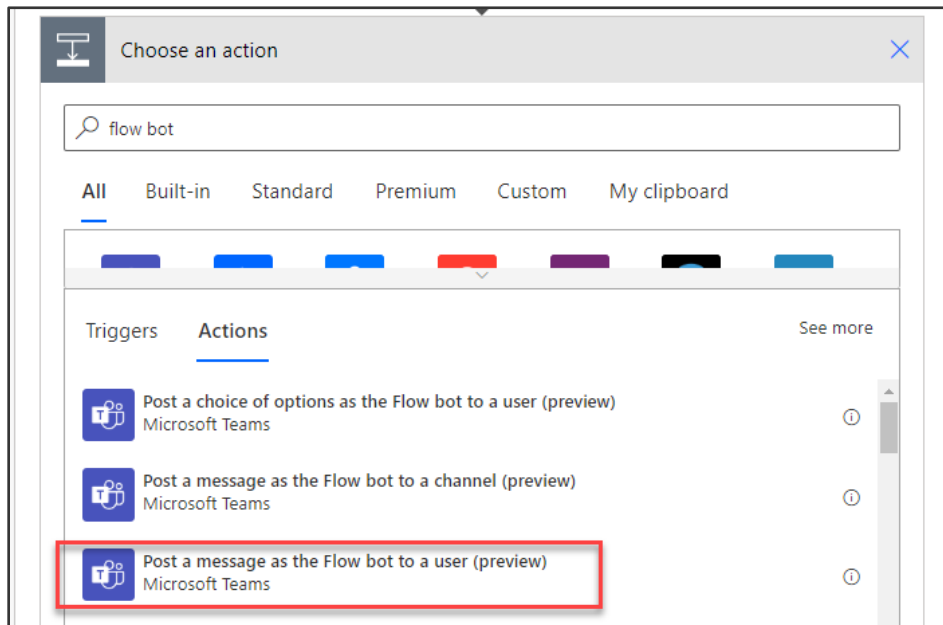 Choose an action
flow bot
All Built-in Standard Premium Custom My clipboard
Triggers Actions See more
Post a choice of options as the Flow bot to a user (preview)
Microsoft Teams
Post a message as the Flow bot to a channel (preview)
Microsoft Teams
Post a message as the Flow bot to a user (preview)
Microsoft Teams